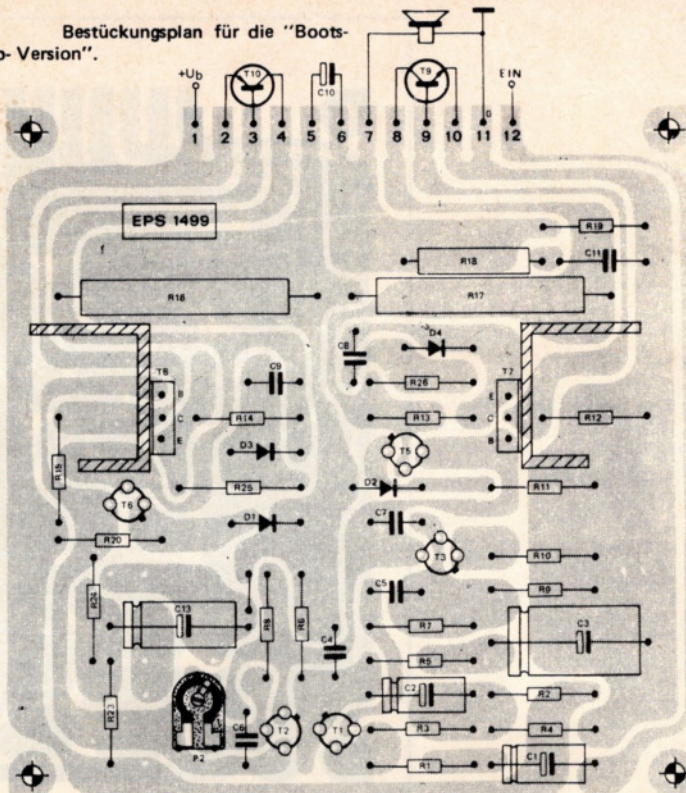 Bestückungsplan für die "Boots-
-Version".
+Ub
T10
C10
T9
EIN
0
1 2 3 4 5 6 7 8 9 10 11 12
EPS 1499
R19
R18
C11
R16
R17
C8
D4
T8
C9
R26
T7
B
E
R14
C
R13
C
R12
D3
E
T5
B
R15
R25
D2
R11
T6
D1
C7
R20
T3
R10
R24
C5
R9
C13
R8
R6
R7
C3
C4
R5
C2
R2
R23
C6
T2
T1
R3
R4
P2
R1
C1